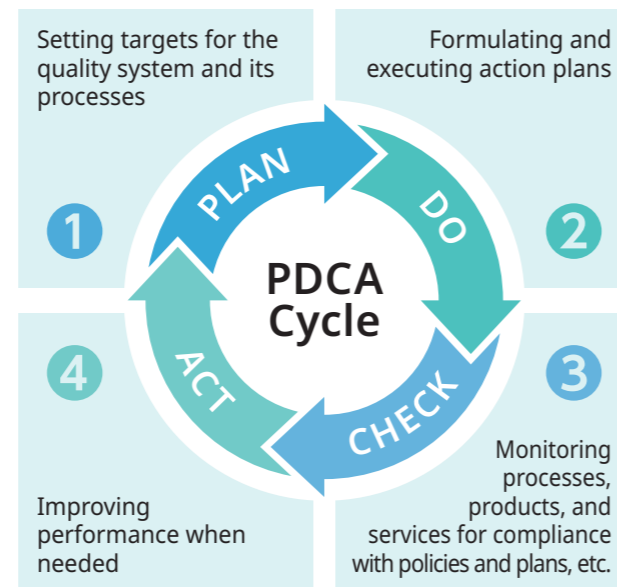 Setting targets for the
quality system and its
processes
1
PLAN
Formulating and
executing action plans
2
DO
PDCA
Cycle
3
CHECK
Monitoring
processes,
products, and
services for compliance
with policies and plans, etc.
4
ACT
Improving
performance when
needed